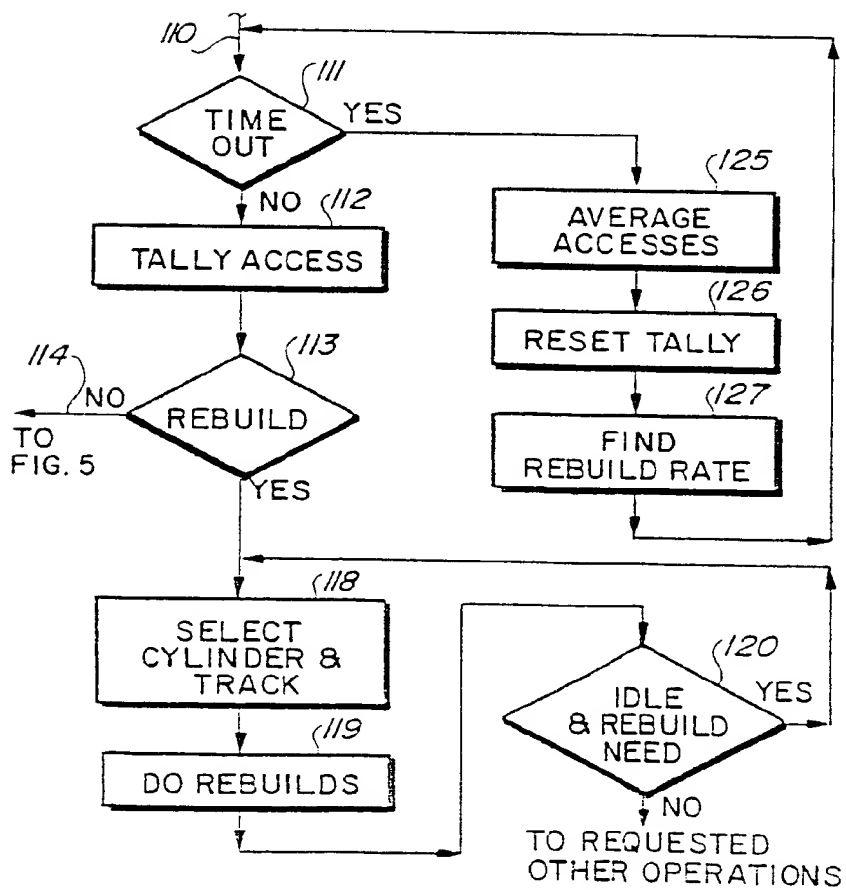 110
111
TIME
OUT
YES
NO
112
TALLY ACCESS
113
REBUILD
114
NO
TO
FIG. 5
YES
125
AVERAGE
ACCESSES
126
RESET TALLY
127
FIND
REBUILD RATE
118
SELECT
CYLINDER &
TRACK
119
DO REBUILDS
120
IDLE
& REBUILD
NEED
YES
NO
TO REQUESTED
OTHER OPERATIONS